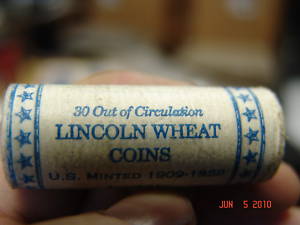 30 Out of Circulation
LINCOLN WHEAT
COINS
U.S. MINTED 1909-1958
JUN 5 2010